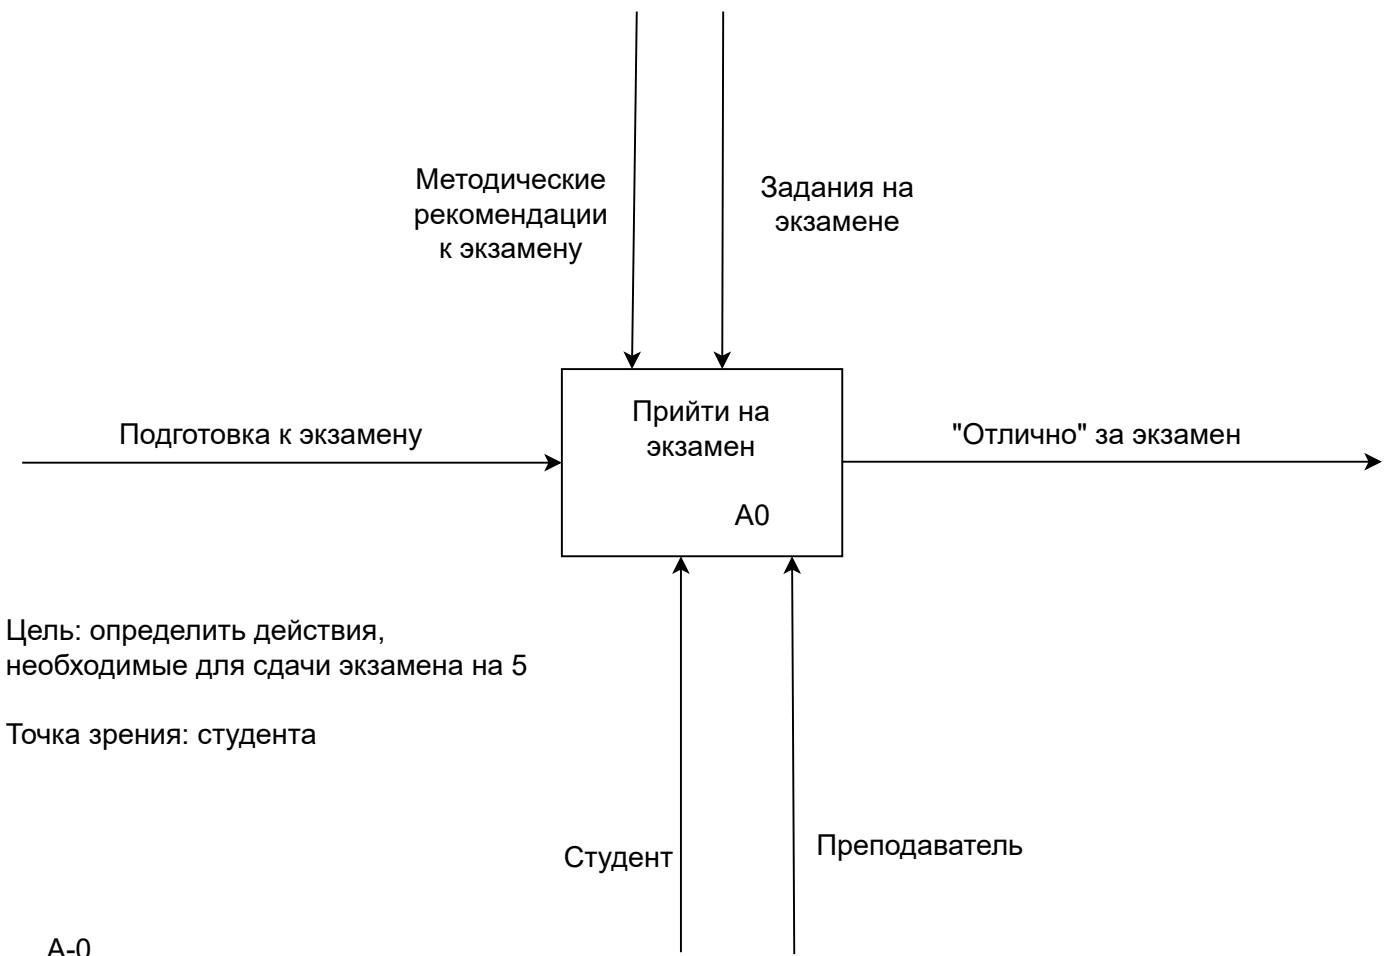 Методические
рекомендации
к экзамену
Задания на
экзамене
Подготовка к экзамену
Прийти на
экзамен
А0
"Отлично" за экзамен
Цель: определить действия,
необходимые для сдачи экзамена на 5
Точка зрения: студента
Студент
Преподаватель
А-0